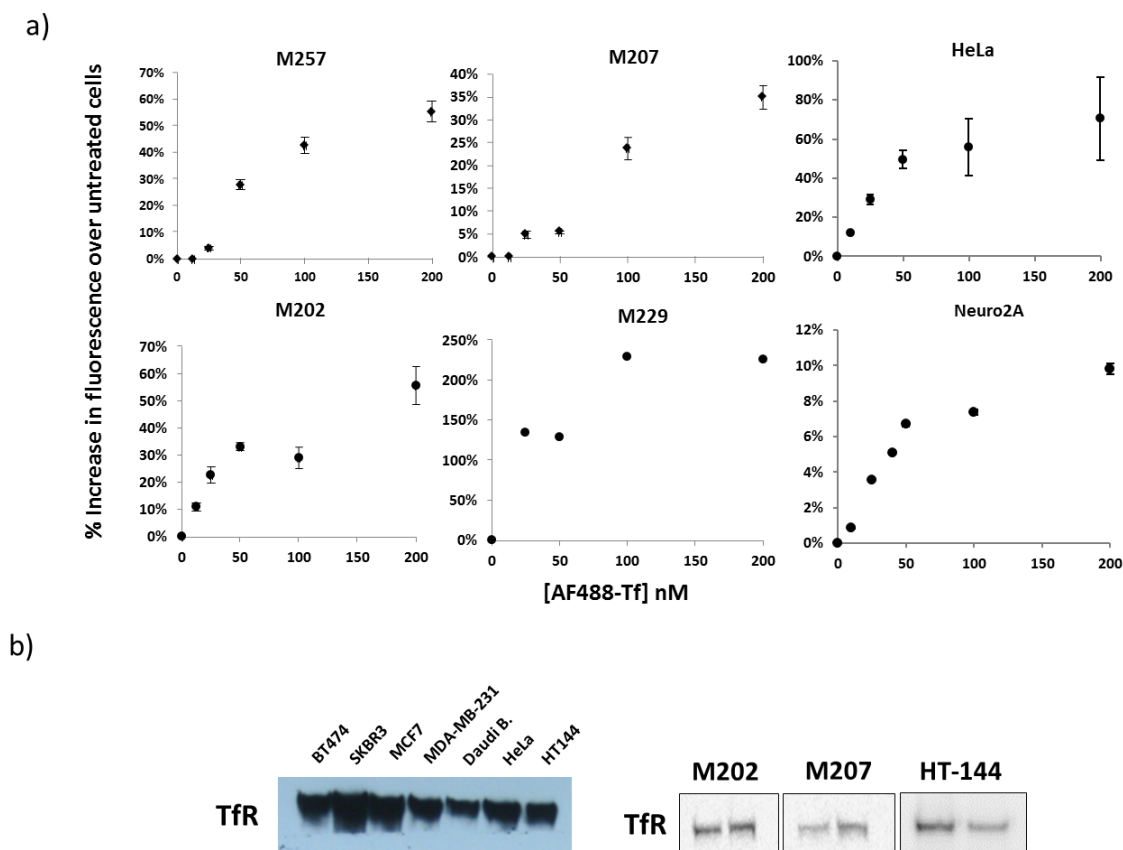 a)
% Increase in fluorescence over untreated cells
M257
70%
60%
50%
40%
30%
20%
10%
0%
0 50 100 150 200
M207
40%
35%
30%
25%
20%
15%
10%
5%
0%
0 50 100 150 200
HeLa
100%
80%
60%
40%
20%
0%
0 50 100 150 200
M202
70%
60%
50%
40%
30%
20%
10%
0%
0 50 100 150 200
M229
250%
200%
150%
100%
50%
0%
0 50 100 150 200
Neuro2A
12%
10%
8%
6%
4%
2%
0%
0 50 100 150 200
[AF488-Tf] nM
b)
BT474
SKBR3
MCF7
MDA-MB-231
Daudi B.
HeLa
HT144
TfR
M202 M207 HT-144
TfR